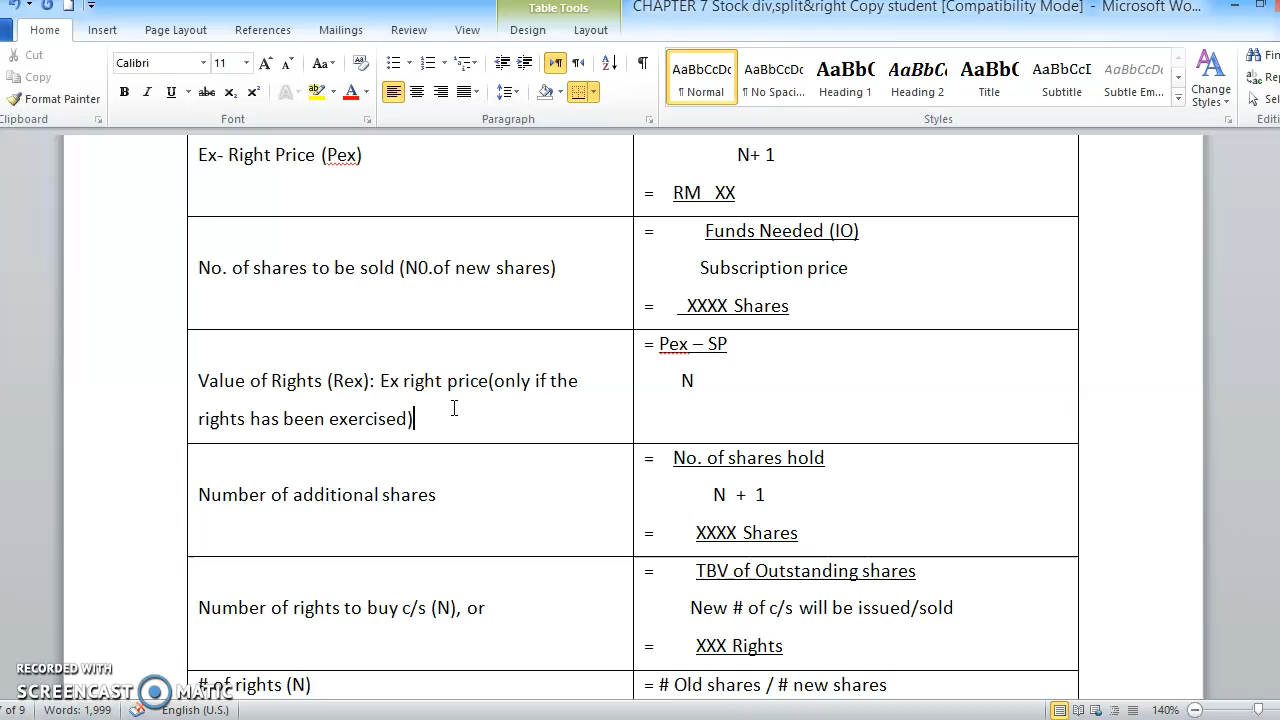 Table Tools
CHAPTER 7 Stock div,split&right Copy student [Compatibility Mode] - Microsoft Wo...
Home
Insert
Page Layout
References
Mailings
Review
View
Design
Layout
Cut
Copy
Format Painter
Clipboard
Calibri
11
Font
Paragraph
AaBbCcDc
¶ Normal
AaBbCcDc
¶ No Spaci...
AaBbC
Heading 1
AaBbCc
Heading 2
AaBbC
Title
AaBbCcI
Subtitle
AaBbCcDc
Subtle Em...
Change
Styles
Styles
Ex- Right Price (Pex)
N+ 1
= RM XX
No. of shares to be sold (N0.of new shares)
= Funds Needed (IO)
Subscription price
= XXXX Shares
Value of Rights (Rex): Ex right price(only if the
rights has been exercised)
= Pex – SP
N
Number of additional shares
= No. of shares hold
N + 1
= XXXX Shares
Number of rights to buy c/s (N), or
= TBV of Outstanding shares
New # of c/s will be issued/sold
= XXX Rights
# of rights (N)
= # Old shares / # new shares
RECORDED WITH
SCREENCAST MATIC
7 of 9
Words: 1,999
English (U.S.)
140%